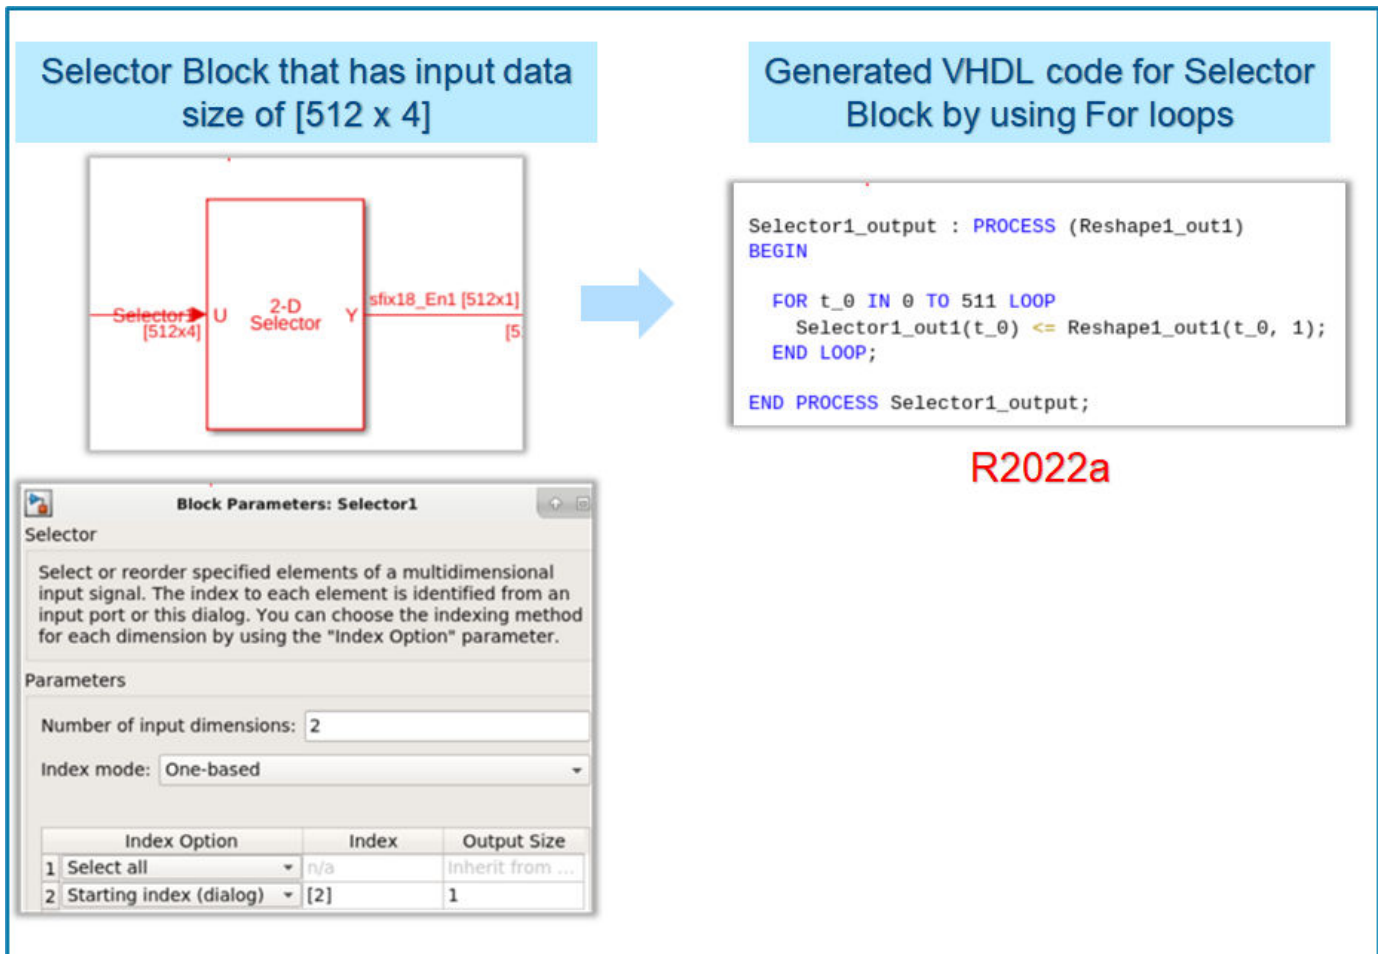 Selector Block that has input data
size of [512 x 4]
Generated VHDL code for Selector
Block by using For loops
Selector1
[512x4]
U
2-D
Selector
Y
sfix18_En1 [512x1]
[5
Selector1_output : PROCESS (Reshape1_out1)
BEGIN
FOR t_0 IN 0 TO 511 LOOP
Selector1_out1(t_0) <= Reshape1_out1(t_0, 1);
END LOOP;
END PROCESS Selector1_output;
R2022a
Block Parameters: Selector1
Selector
Select or reorder specified elements of a multidimensional
input signal. The index to each element is identified from an
input port or this dialog. You can choose the indexing method
for each dimension by using the "Index Option" parameter.
Parameters
Number of input dimensions: 2
Index mode: One-based
Index Option Index Output Size
1 Select all n/a Inherit from ...
2 Starting index (dialog) [2] 1